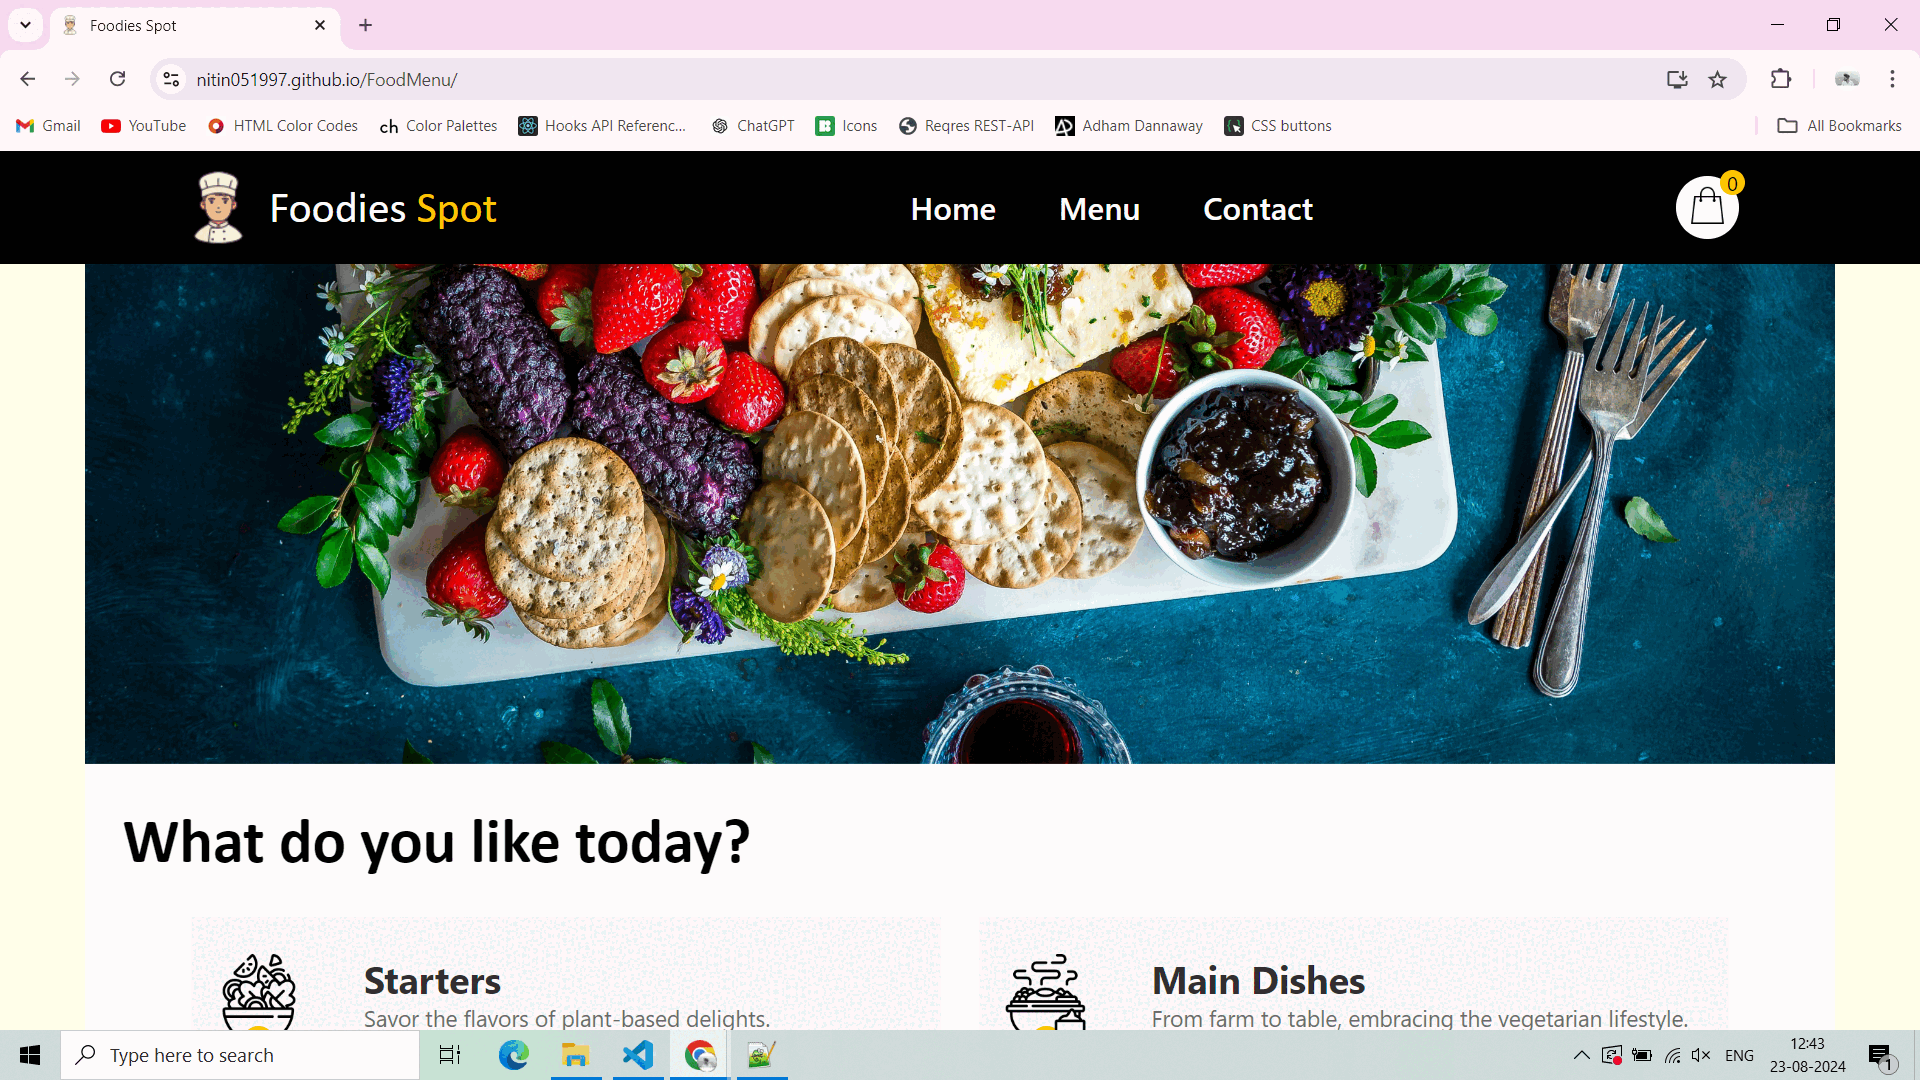 Foodies Spot
nitin051997.github.io/FoodMenu/
Gmail YouTube HTML Color Codes ch Color Palettes Hooks API Referenc... ChatGPT Icons Reqres REST-API Adham Dannaway CSS buttons All Bookmarks
Foodies Spot Home Menu Contact 0
What do you like today?
Starters
Savor the flavors of plant-based delights.
Main Dishes
From farm to table, embracing the vegetarian lifestyle.
Type here to search
ENG
12:43
23-08-2024
1